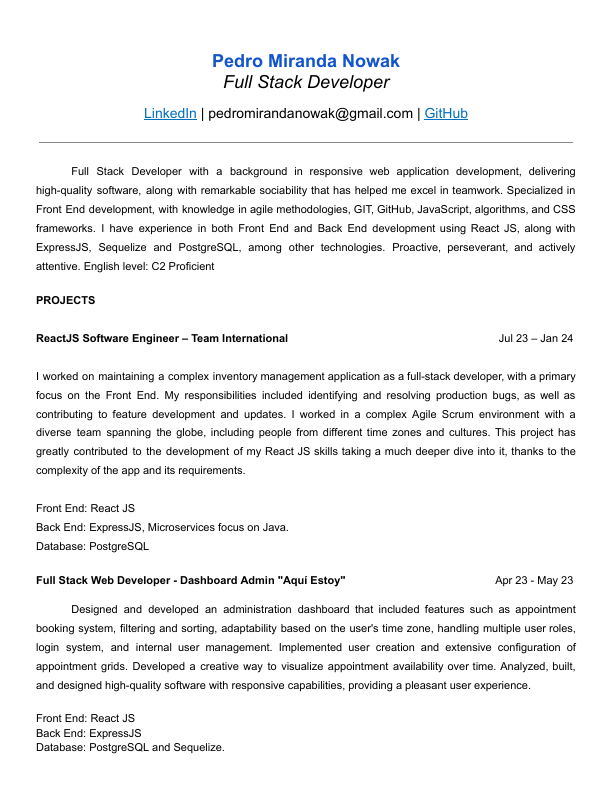 Pedro Miranda Nowak
Full Stack Developer
LinkedIn | pedromirandanowak@gmail.com | GitHub
Full Stack Developer with a background in responsive web application development, delivering
high-quality software, along with remarkable sociability that has helped me excel in teamwork. Specialized in
Front End development, with knowledge in agile methodologies, GIT, GitHub, JavaScript, algorithms, and CSS
frameworks. I have experience in both Front End and Back End development using React JS, along with
ExpressJS, Sequelize and PostgreSQL, among other technologies. Proactive, perseverant, and actively
attentive. English level: C2 Proficient
PROJECTS
ReactJS Software Engineer – Team International Jul 23 – Jan 24
I worked on maintaining a complex inventory management application as a full-stack developer, with a primary
focus on the Front End. My responsibilities included identifying and resolving production bugs, as well as
contributing to feature development and updates. I worked in a complex Agile Scrum environment with a
diverse team spanning the globe, including people from different time zones and cultures. This project has
greatly contributed to the development of my React JS skills taking a much deeper dive into it, thanks to the
complexity of the app and its requirements.
Front End: React JS
Back End: ExpressJS, Microservices focus on Java.
Database: PostgreSQL
Full Stack Web Developer - Dashboard Admin "Aquí Estoy" Apr 23 - May 23
Designed and developed an administration dashboard that included features such as appointment
booking system, filtering and sorting, adaptability based on the user's time zone, handling multiple user roles,
login system, and internal user management. Implemented user creation and extensive configuration of
appointment grids. Developed a creative way to visualize appointment availability over time. Analyzed, built,
and designed high-quality software with responsive capabilities, providing a pleasant user experience.
Front End: React JS
Back End: ExpressJS
Database: PostgreSQL and Sequelize.